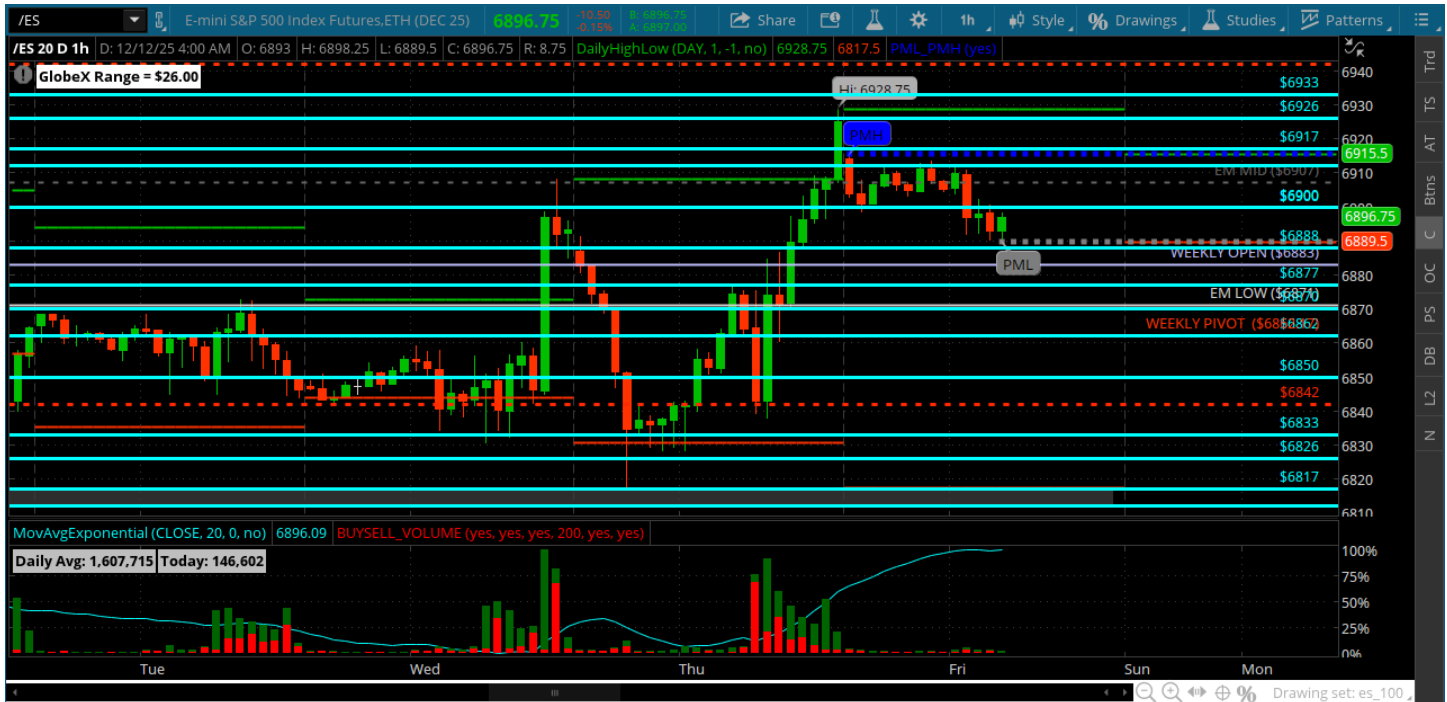 /ES E-mini S&P 500 Index Futures,ETH (DEC 25) 6896.75 -10.50 -0.15% B: 6896.75 A: 6897.00 Share 1h Style % Drawings Studies Patterns
/ES 20 D 1h D: 12/12/25 4:00 AM O: 6893 H: 6898.25 L: 6889.5 C: 6896.75 R: 8.75 DailyHighLow (DAY, 1, -1, no) 6928.75 6817.5 PML_PMH (yes)
GlobeX Range = $26.00
Hi: 6928.75
PMH
PML
$6933
$6926
$6917
EM MID ($6907)
$6900
$6888
WEEKLY OPEN ($6883)
$6877
EM LOW ($6871)
$6870
WEEKLY PIVOT
$6862
$6850
$6842
$6833
$6826
$6817
6940
6930
6920
6915.5
6910
6900
6896.75
6889.5
6880
6870
6860
6850
6840
6830
6820
6810
MovAvgExponential (CLOSE, 20, 0, no) 6896.09 BUYSELL_VOLUME (yes, yes, yes, 200, yes, yes)
Daily Avg: 1,607,715 Today: 146,602
100%
75%
50%
25%
0%
Tue Wed Thu Fri Sun Mon
% Drawing set: es_100
Trd
TS
AT
Btns
C
OC
PS
DB
L2
N